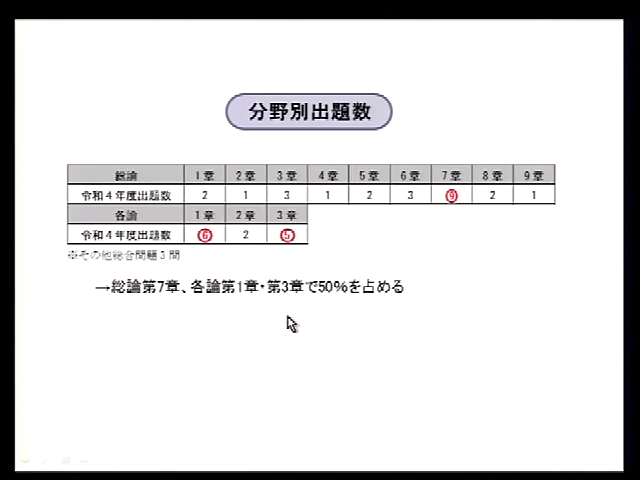 分野別出題数
総論 1章 2章 3章 4章 5章 6章 7章 8章 9章
令和4年度出題数 2 1 3 1 2 3 ⑨ 2 1
各論 1章 2章 3章
令和4年度出題数 ⑥ 2 ⑤
※その他総合問題3問
→総論第7章、各論第1章・第3章で50%を占める